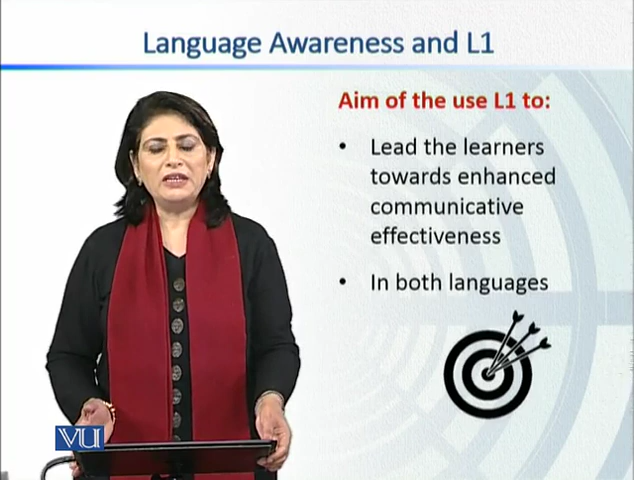 Language Awareness and L1
Aim of the use L1 to:
• Lead the learners
towards enhanced
communicative
effectiveness
• In both languages
VU